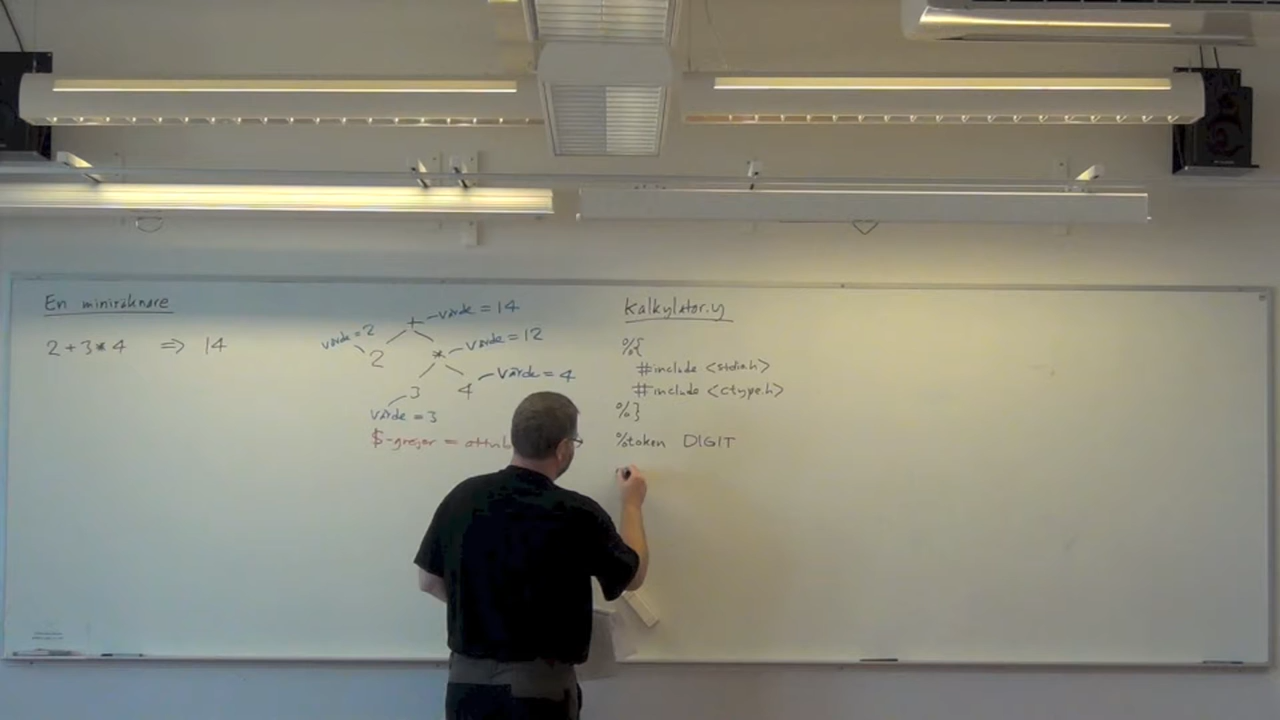 En miniräknare
2 + 3 * 4 ⇒ 14
+ värde = 14
värde = 2
2
* värde = 12
3
4 värde = 4
värde = 3
$-grejor = attrib
Kalkylator.y
%{
#include <stdio.h>
#include <ctype.h>
%}
%token DIGIT